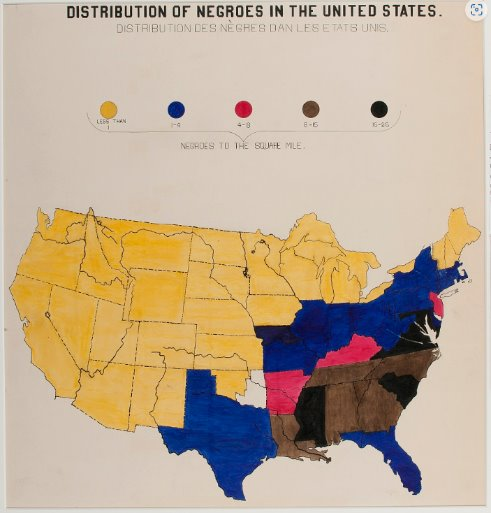 DISTRIBUTION OF NEGROES IN THE UNITED STATES.
DISTRIBUTION DES NÈGRES DAN LES ETATS UNIS.
LESS THAN 1 1-4 4-8 8-15 15-25
NEGROES TO THE SQUARE MILE.